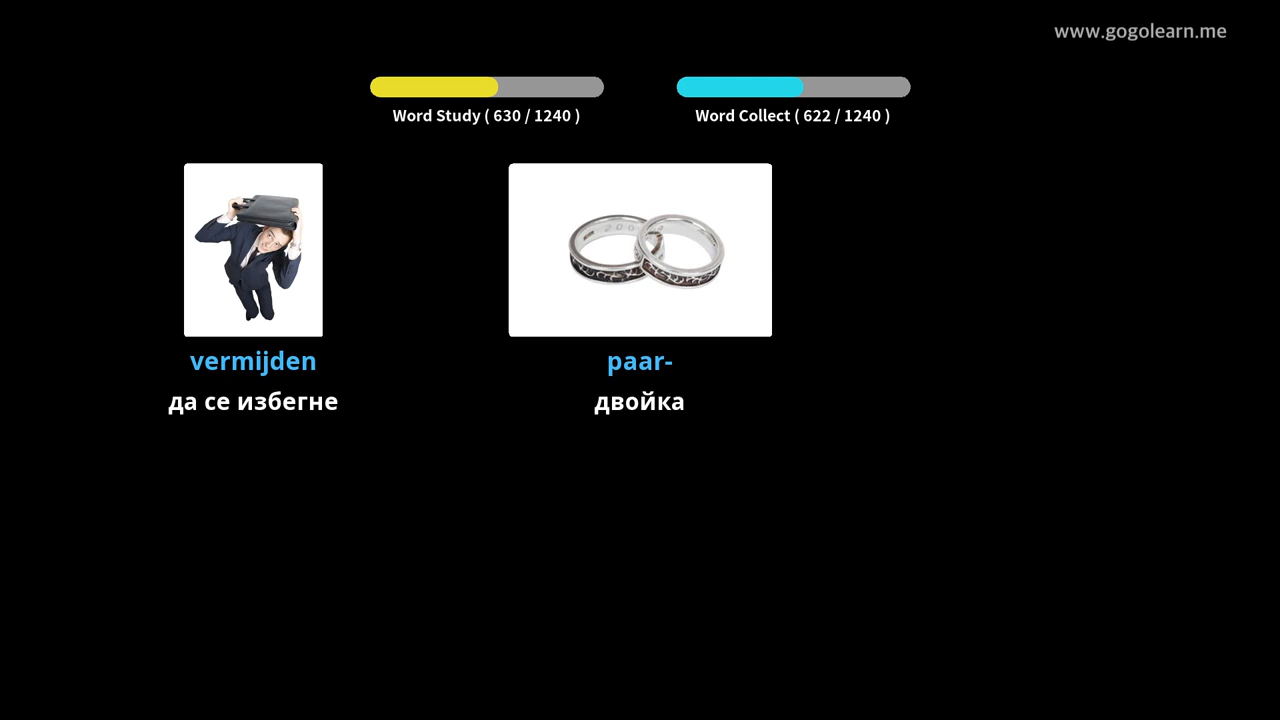 www.gogolearn.me
Word Study ( 630 / 1240 )
Word Collect ( 622 / 1240 )
vermijden
да се избегне
paar-
двойка